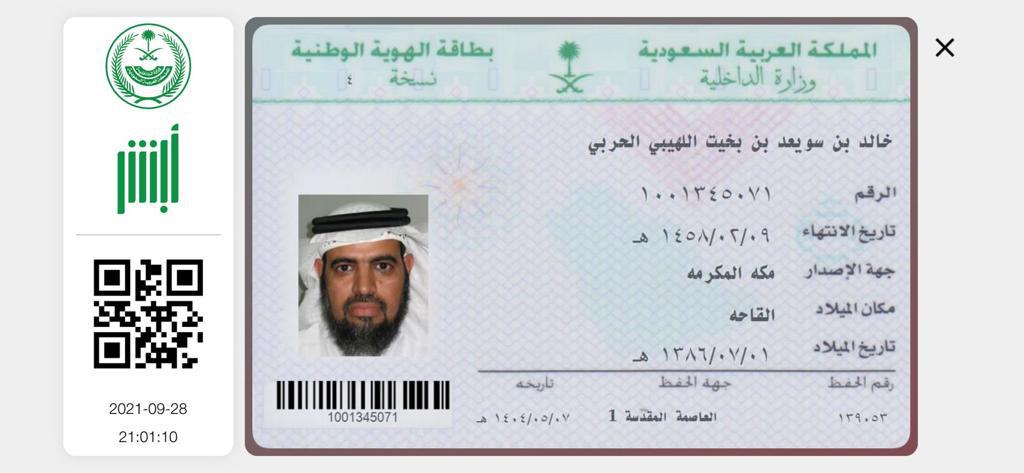 أبشر
2021-09-28
21:01:10
المملكة العربية السعودية
وزارة الداخلية
بطاقة الهوية الوطنية
نسخة ٤
خالد بن سويعد بن بخيت اللهيبي الحربي
الرقم ١٠٠١٣٤٥٠٧١
تاريخ الانتهاء ١٤٥٨/٠٢/٠٩ هـ
جهة الإصدار مكه المكرمه
مكان الميلاد القاحه
تاريخ الميلاد ١٣٨٦/٠٧/٠١ هـ
رقم الحفظ جهة الحفظ تاريخه
١٣٩٠٥٣ العاصمة المقدسة 1 ١٤٠٤/٠٥/٠٧ هـ
1001345071